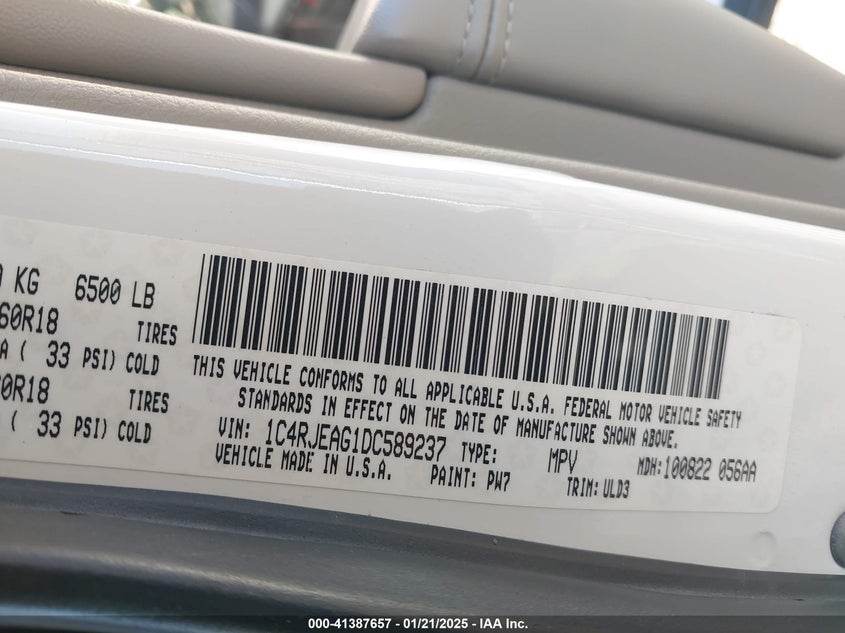 0 KG 6500 LB
60R18 TIRES
A ( 33 PSI) COLD
60R18 TIRES
( 33 PSI) COLD
THIS VEHICLE CONFORMS TO ALL APPLICABLE U.S.A. FEDERAL MOTOR VEHICLE SAFETY
STANDARDS IN EFFECT ON THE DATE OF MANUFACTURE SHOWN ABOVE.
VIN: 1C4RJEAG1DC589237 TYPE: MPV MDH:100822 056AA
VEHICLE MADE IN U.S.A. PAINT: PW7 TRIM: ULD3
000-41387657 / 01/21/2025 - IAA Inc.